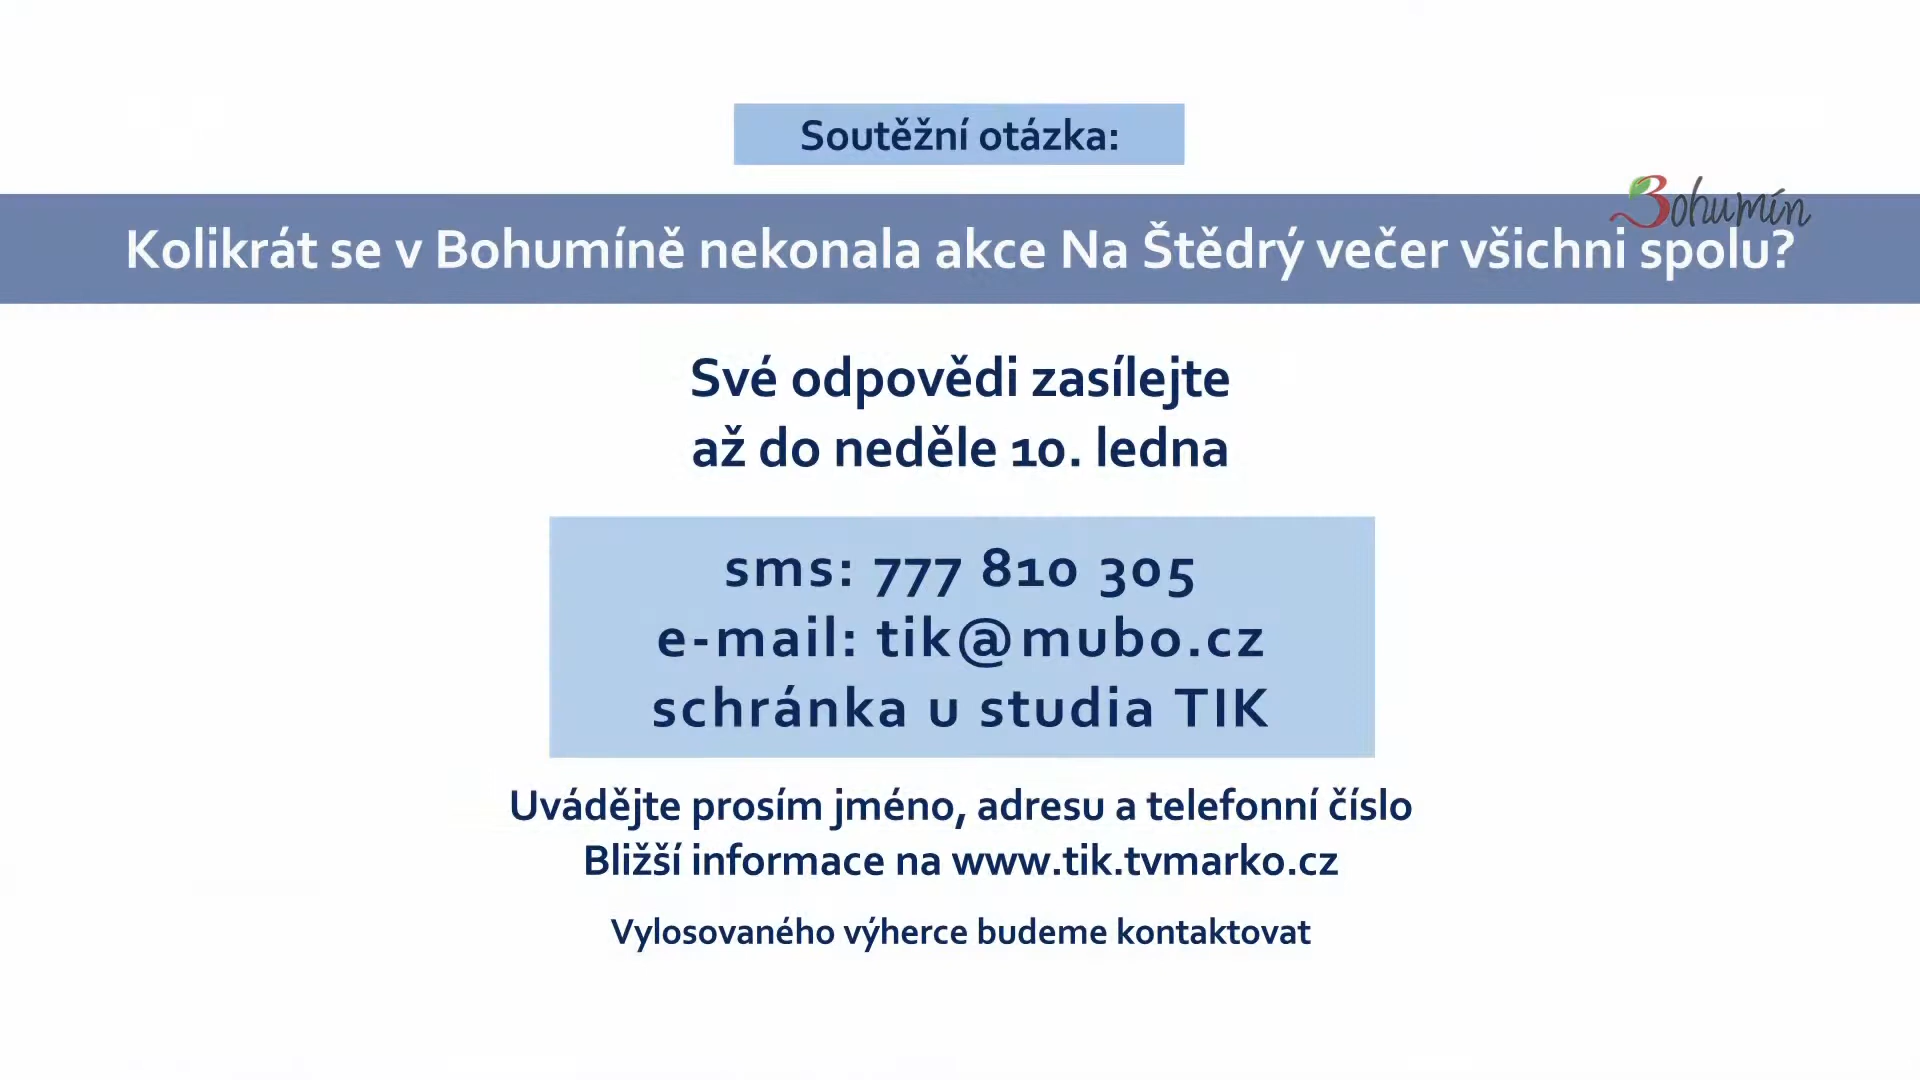 Soutěžní otázka:
Bohumín
Kolikrát se v Bohumíně nekonala akce Na Štědrý večer všichni spolu?
Své odpovědi zasílejte
až do neděle 10. ledna
sms: 777 810 305
e-mail: tik@mubo.cz
schránka u studia TIK
Uvádějte prosím jméno, adresu a telefonní číslo
Bližší informace na www.tik.tvmarko.cz
Vylosovaného výherce budeme kontaktovat